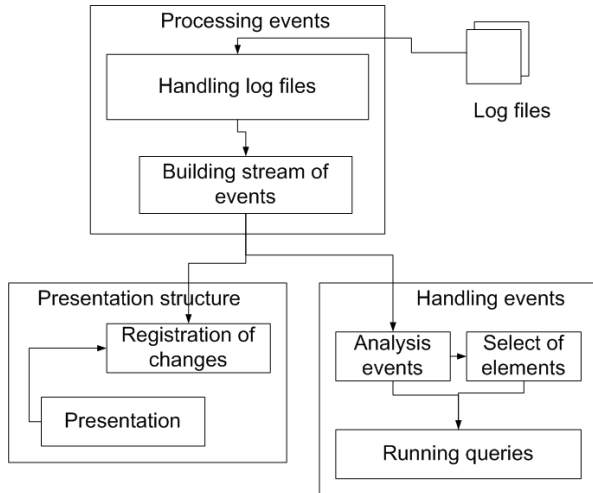 Processing events
Handling log files
Log files
Building stream of
events
Presentation structure
Registration of
changes
Presentation
Handling events
Analysis
events
Select of
elements
Running queries